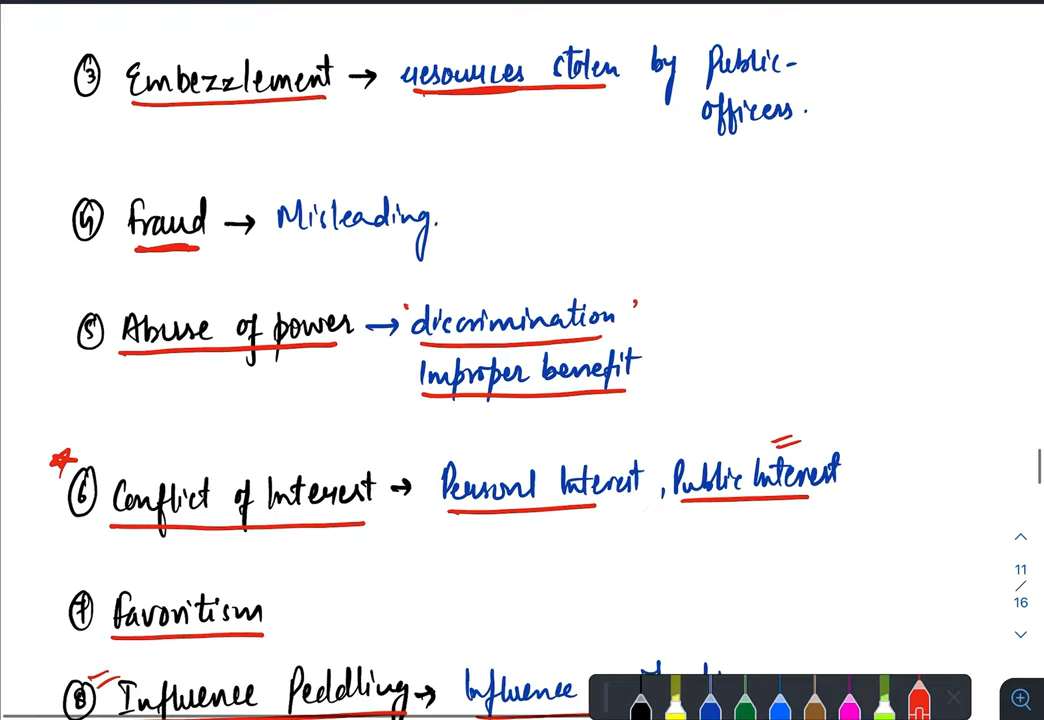 ③ Embezzlement → resources stolen by Public-
officers.
④ fraud → Misleading.
⑤ Abuse of power → 'discrimination'
Improper benefit
⑥ Conflict of Interest → Personl Interest, Public Interest
⑦ favoritism
⑧ Influence Peddling → Influence
11
/
16